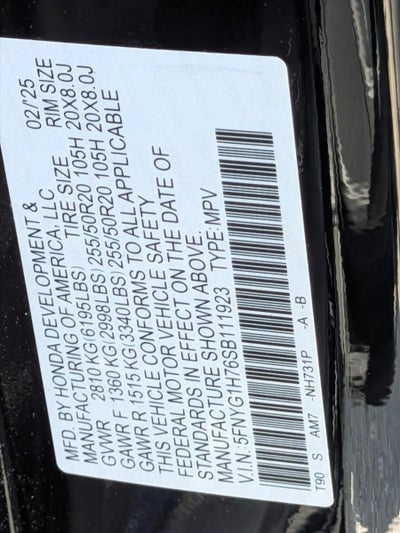 MFD. BY HONDA DEVELOPMENT & 02/'25
MANUFACTURING OF AMERICA, LLC TIRE SIZE RIM SIZE
GVWR 2810 KG(6195LBS)
GAWR F 1360 KG(2998LBS) 255/50R20 105H 20X8.0J
GAWR R 1515 KG(3340LBS) 255/50R20 105H 20X8.0J
THIS VEHICLE CONFORMS TO ALL APPLICABLE
FEDERAL MOTOR VEHICLE SAFETY
STANDARDS IN EFFECT ON THE DATE OF
MANUFACTURE SHOWN ABOVE.
V.I.N.: 5FNYG1H76SB111923 TYPE:MPV
T90 S AM7 -NH731P -A -B